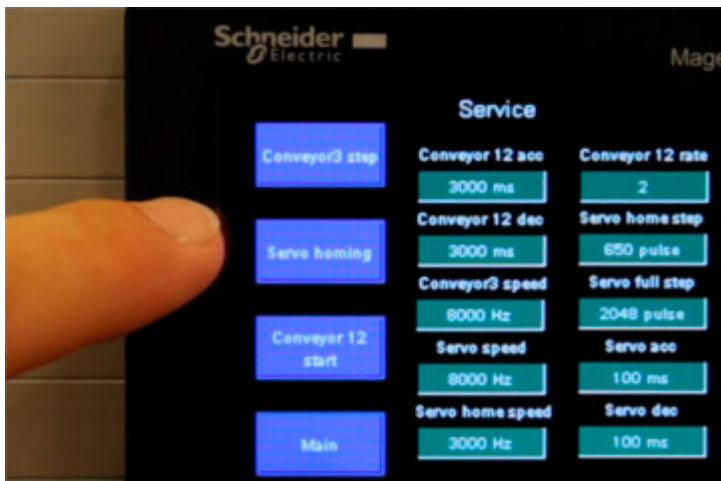 Schneider
Electric
Mage
Service
Conveyor3 step
Servo homing
Conveyor 12
start
Main
Conveyor 12 acc
3000 ms
Conveyor 12 dec
3000 ms
Conveyor3 speed
8000 Hz
Servo speed
8000 Hz
Servo home speed
3000 Hz
Conveyor 12 rate
2
Servo home step
650 pulse
Servo full step
2048 pulse
Servo acc
100 ms
Servo dec
100 ms